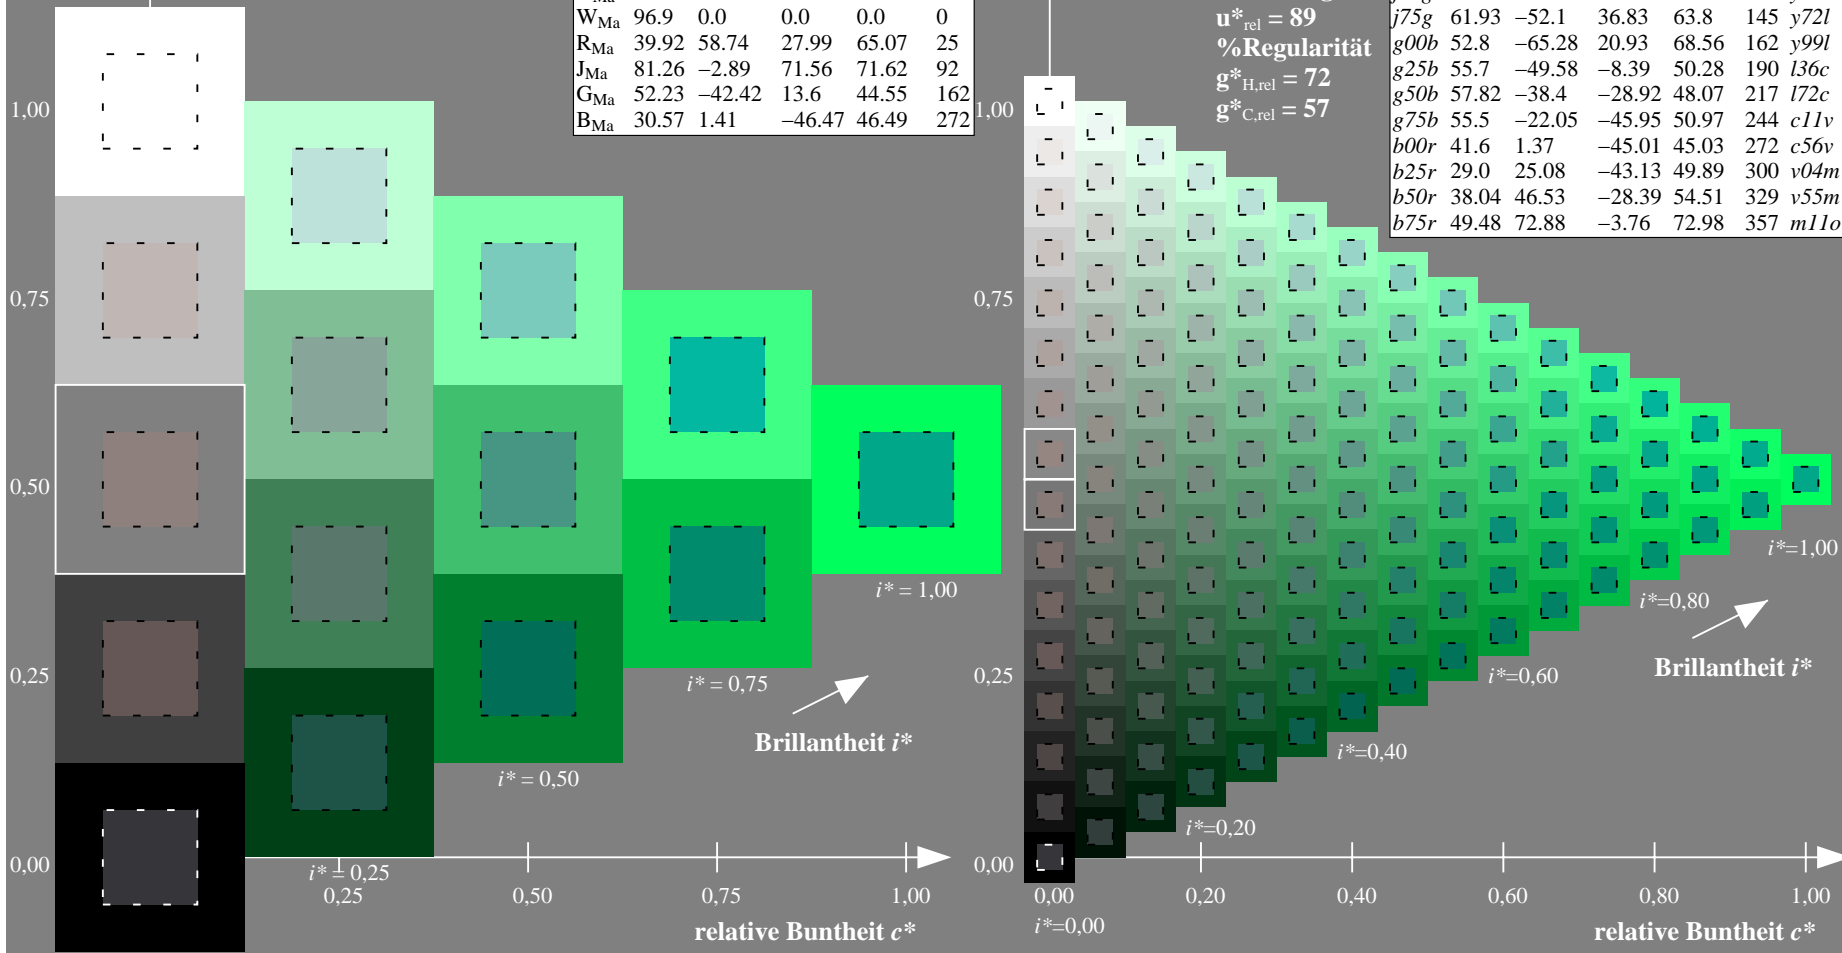 W_Ma 96.9 0.0 0.0 0.0 0
R_Ma 39.92 58.74 27.99 65.07 25
J_Ma 81.26 −2.89 71.56 71.62 92
G_Ma 52.23 −42.42 13.6 44.55 162
B_Ma 30.57 1.41 −46.47 46.49 272
u*_rel = 89
%Regularität
g*_H,rel = 72
g*_C,rel = 57
j75g 61.93 −52.1 36.83 63.8 145 y72l
g00b 52.8 −65.28 20.93 68.56 162 y99l
g25b 55.7 −49.58 −8.39 50.28 190 l36c
g50b 57.82 −38.4 −28.92 48.07 217 l72c
g75b 55.5 −22.05 −45.95 50.97 244 c11v
b00r 41.6 1.37 −45.01 45.03 272 c56v
b25r 29.0 25.08 −43.13 49.89 300 v04m
b50r 38.04 46.53 −28.39 54.51 329 v55m
b75r 49.48 72.88 −3.76 72.98 357 m11o
1,00
0,75
0,50
0,25
0,00
i* = 1,00
i* = 0,75
i* = 0,50
i* = 0,25
Brillantheit i*
0,25 0,50 0,75 1,00
relative Buntheit c*
1,00
0,75
0,50
0,25
0,00
i*=1,00
i*=0,80
i*=0,60
i*=0,40
i*=0,20
Brillantheit i*
0,00 0,20 0,40 0,60 0,80 1,00
i*=0,00
relative Buntheit c*